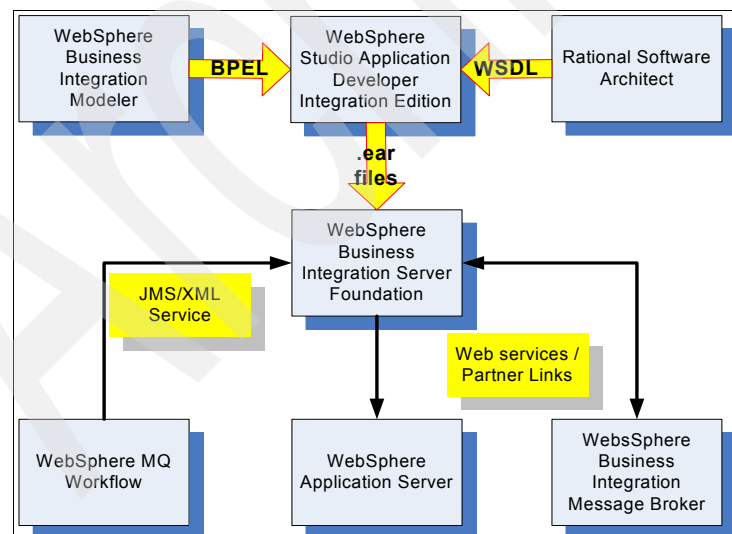 WebSphere
Business
Integration
Modeler
BPEL
WebSphere
Studio Application
Developer
Integration Edition
WSDL
Rational Software
Architect
.ear
files
WebSphere
Business
Integration Server
Foundation
JMS/XML
Service
Web services /
Partner Links
WebSphere MQ
Workflow
WebSphere
Application Server
WebsSphere
Business
Integration
Message Broker